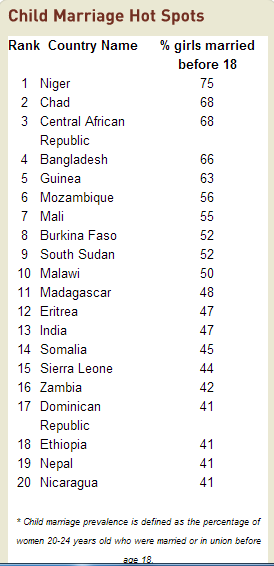 Child Marriage Hot Spots
Rank Country Name % girls married
before 18
1 Niger 75
2 Chad 68
3 Central African 68
Republic
4 Bangladesh 66
5 Guinea 63
6 Mozambique 56
7 Mali 55
8 Burkina Faso 52
9 South Sudan 52
10 Malawi 50
11 Madagascar 48
12 Eritrea 47
13 India 47
14 Somalia 45
15 Sierra Leone 44
16 Zambia 42
17 Dominican 41
Republic
18 Ethiopia 41
19 Nepal 41
20 Nicaragua 41
* Child marriage prevalence is defined as the percentage of
women 20-24 years old who were married or in union before
age 18.